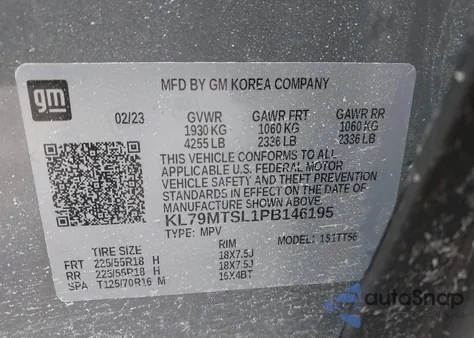 gm
MFD BY GM KOREA COMPANY
02/23 GVWR GAWR FRT GAWR RR
1930 KG 1060 KG 1060 KG
4255 LB 2336 LB 2336 LB
THIS VEHICLE CONFORMS TO ALL
APPLICABLE U.S. FEDERAL MOTOR
VEHICLE SAFETY AND THEFT PREVENTION
STANDARDS IN EFFECT ON THE DATE OF
MANUFACTURE SHOWN ABOVE.
KL79MTSL1PB146195
TYPE: MPV MODEL: 1S1TT56
TIRE SIZE RIM
FRT 225/55R18 H 18X7.5J
RR 225/55R18 H 18X7.5J
SPA T125/70R16 M 16X4BT
autoSnap